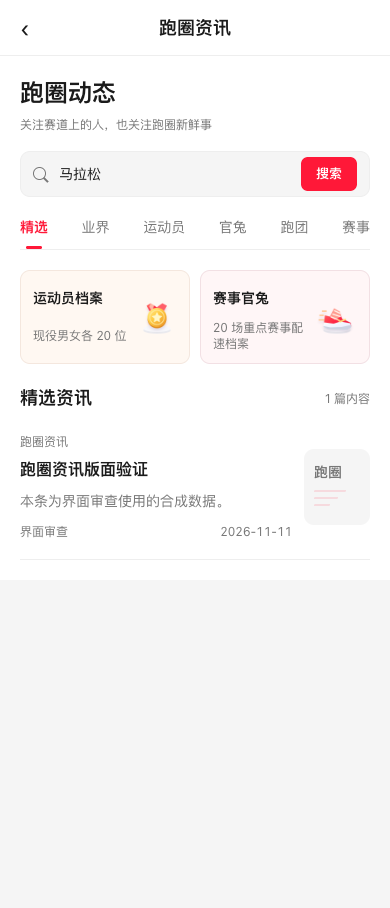 跑圈资讯
跑圈动态
关注赛道上的人，也关注跑圈新鲜事
马拉松
搜索
精选 业界 运动员 官兔 跑团 赛事
运动员档案
现役男女各 20 位
赛事官兔
20 场重点赛事配
速档案
精选资讯
1 篇内容
跑圈资讯
跑圈资讯版面验证
本条为界面审查使用的合成数据。
界面审查
2026-11-11
跑圈